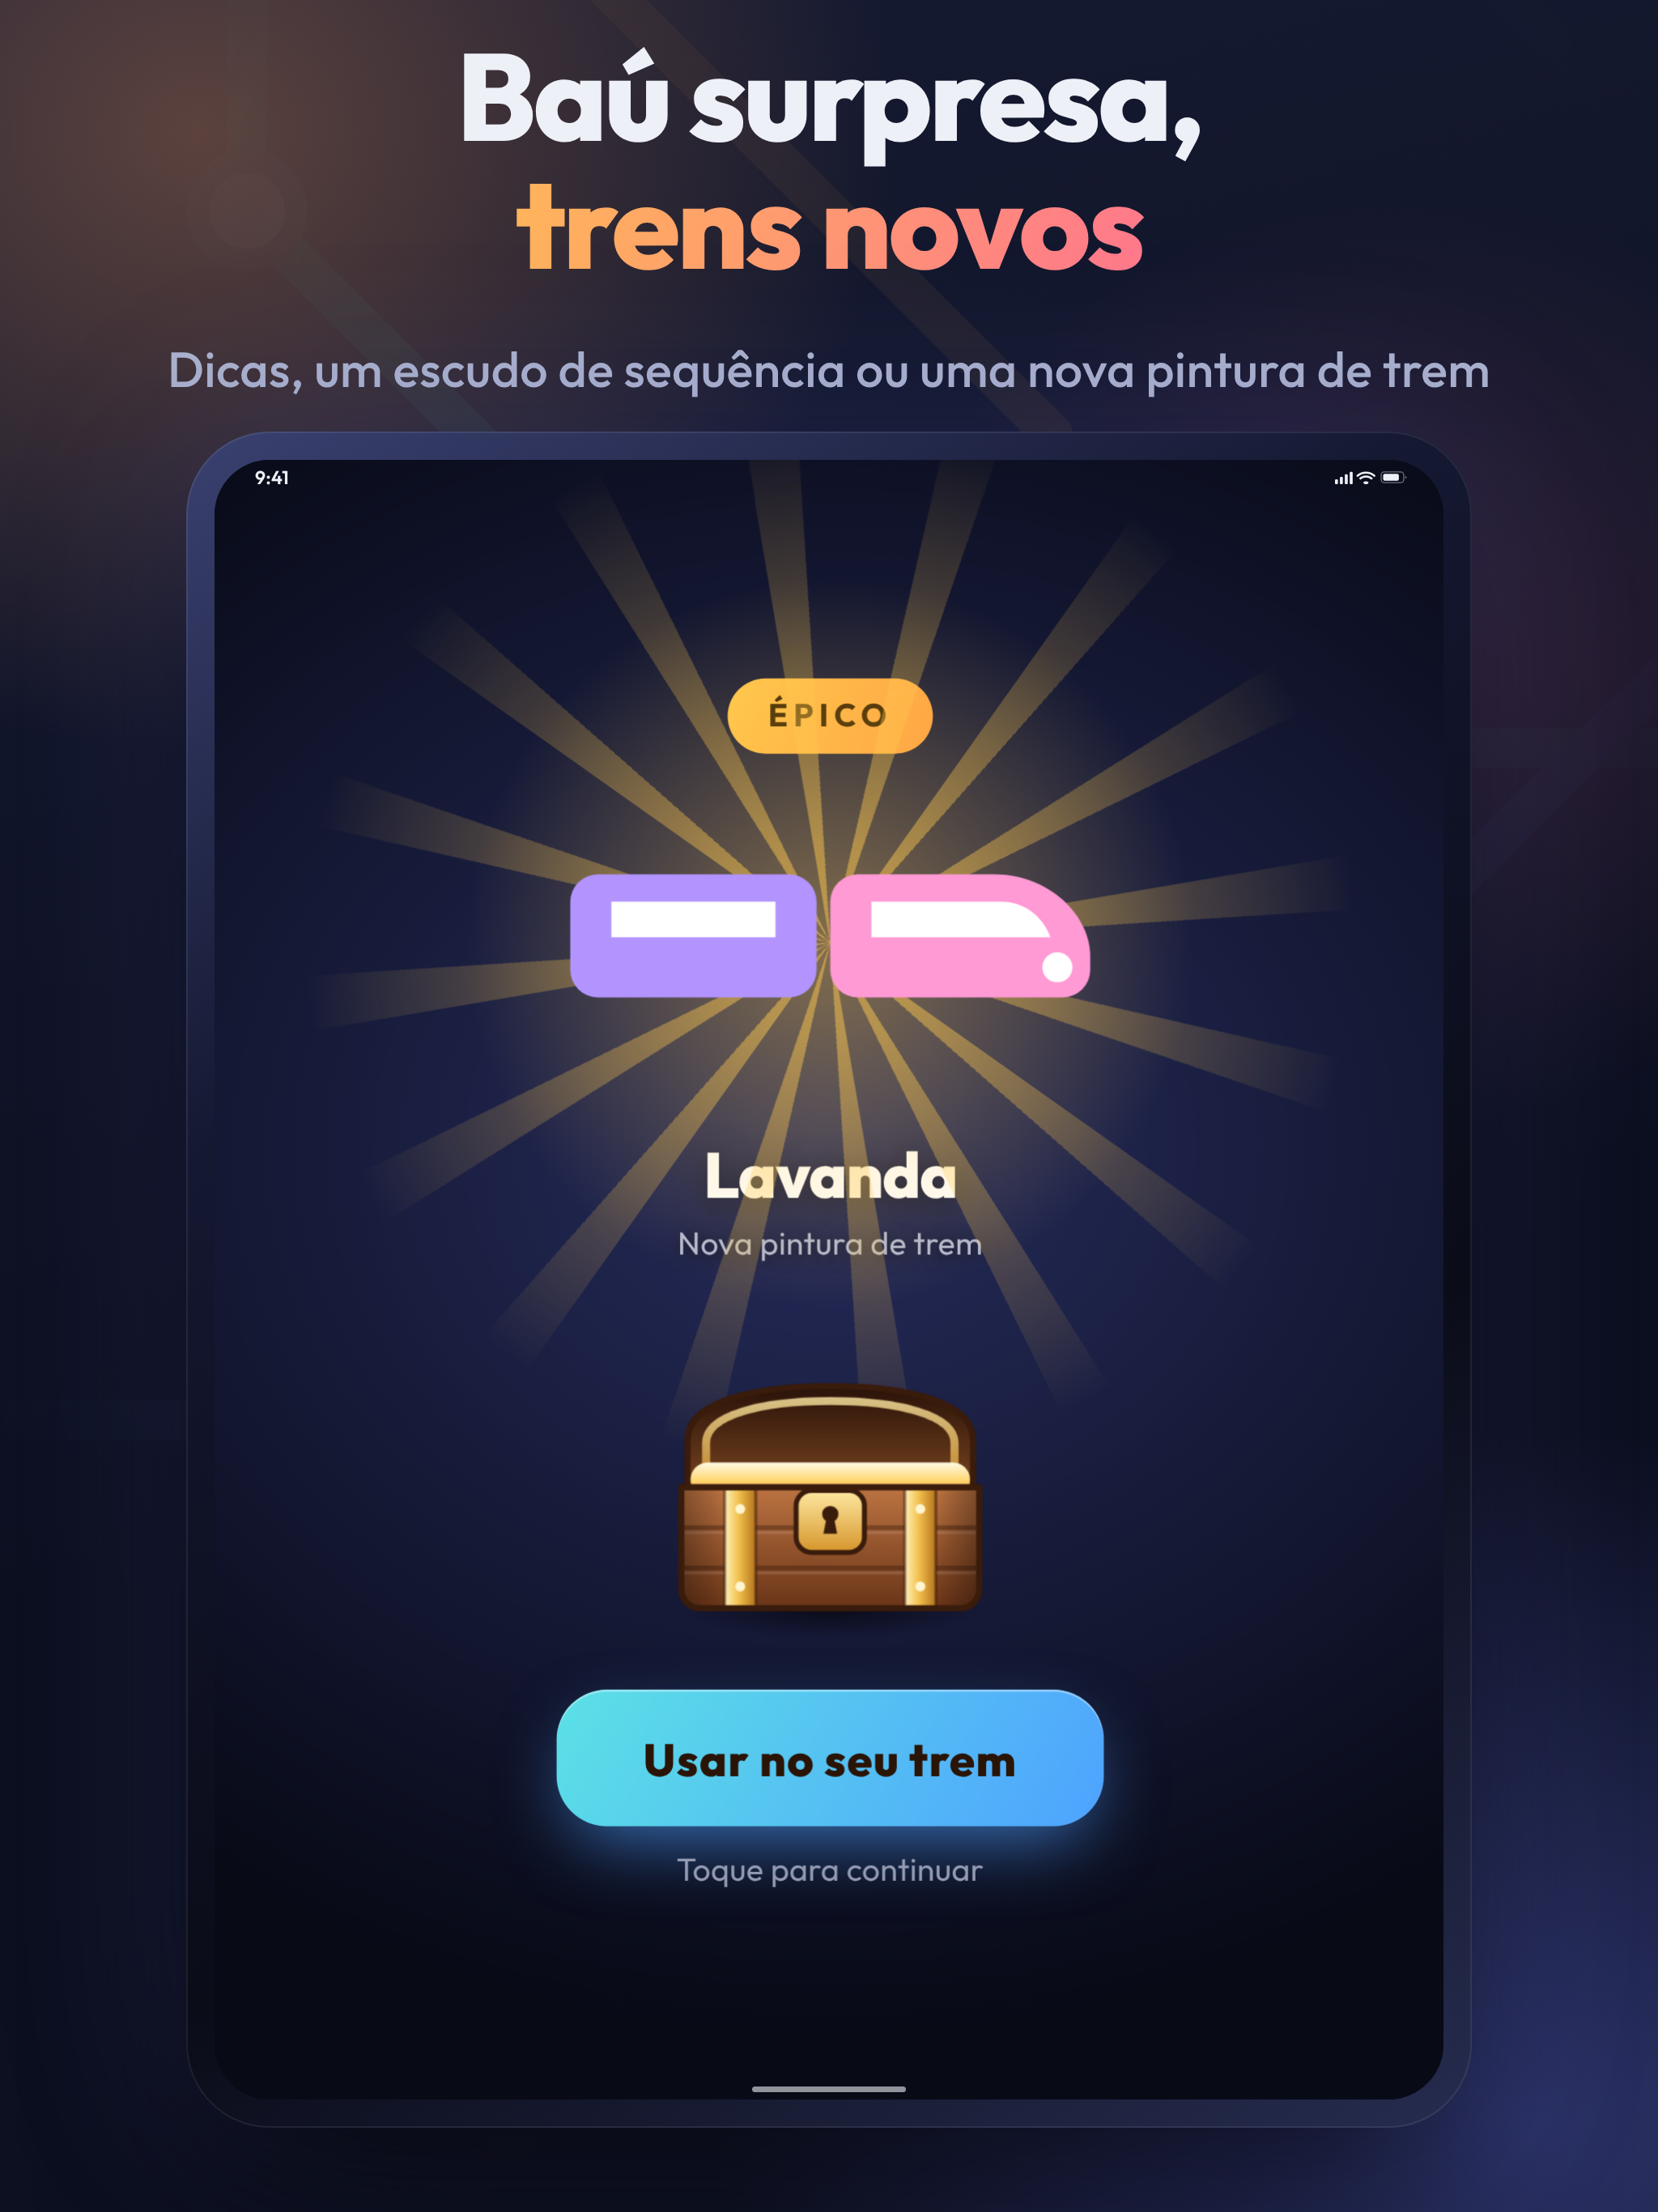 Baú surpresa,
trens novos
Dicas, um escudo de sequência ou uma nova pintura de trem
9:41
ÉPICO
Lavanda
Nova pintura de trem
Usar no seu trem
Toque para continuar